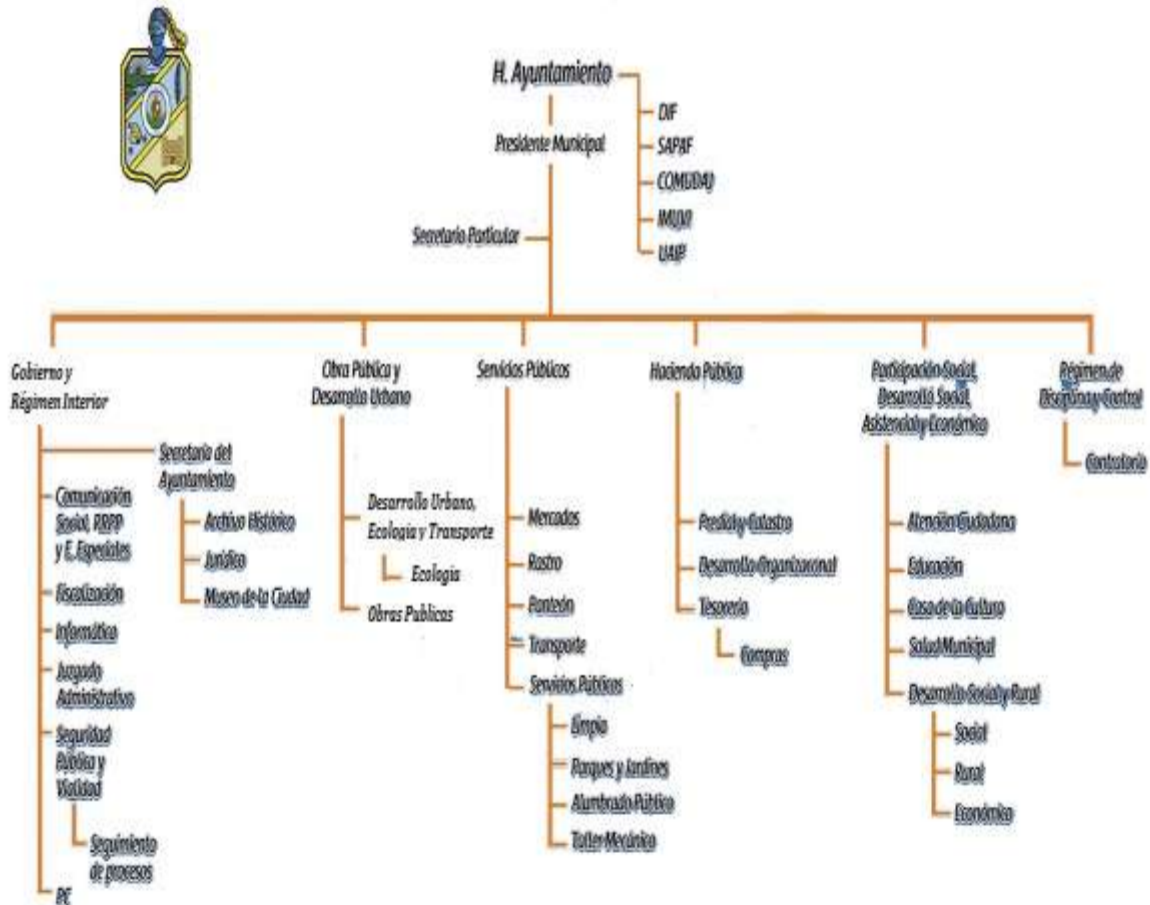 H. Ayuntamiento
DIF
Presidente Municipal
SAPAF
COMUDAJ
IMUVI
UAIP
Secretario Particular
Gobierno y
Régimen Interior
Secretaria del
Ayuntamiento
Archivo Histórico
Jurídico
Museo de la Ciudad
Comunicación
Social, RRPP
y E. Especiales
Fiscalización
Informática
Juzgado
Administrativo
Seguridad
Pública y
Vialidad
Seguimiento
de procesos
PC
Obra Pública y
Desarrollo Urbano
Desarrollo Urbano,
Ecología y Transporte
Ecologia
Obras Publicas
Servicios Públicos
Mercados
Rastro
Panteón
Transporte
Servicios Públicos
Limpia
Parques y Jardines
Alumbrado Público
Taller Mecánico
Hacienda Pública
Predial y Catastro
Desarrollo Organizaconal
Tesorería
Compras
Participación Social,
Desarrollo Social,
Asistencial y Económico
Atención Ciudadana
Educación
Casa de la Cultura
Salud Municipal
Desarrollo Social y Rural
Social
Rural
Económico
Régimen de
Disciplina y Control
Contraloría